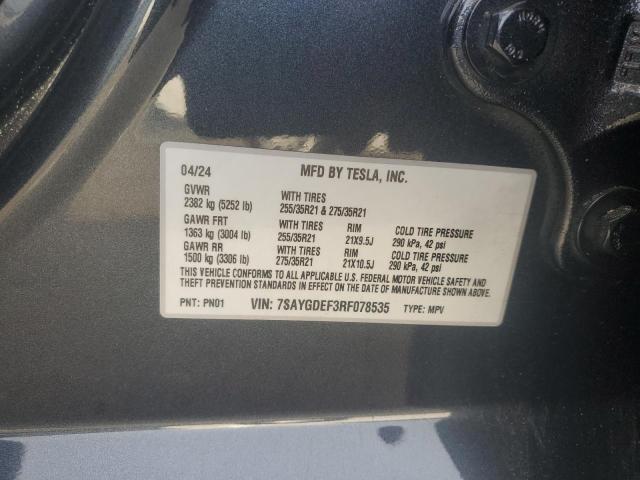 04/24 MFD BY TESLA, INC.
GVWR WITH TIRES
2382 kg (5252 lb) 255/35R21 & 275/35R21
GAWR FRT WITH TIRES RIM COLD TIRE PRESSURE
1363 kg (3004 lb) 255/35R21 21X9.5J 290 kPa, 42 psi
GAWR RR WITH TIRES RIM COLD TIRE PRESSURE
1500 kg (3306 lb) 275/35R21 21X10.5J 290 kPa, 42 psi
THIS VEHICLE CONFORMS TO ALL APPLICABLE U.S. FEDERAL MOTOR VEHICLE SAFETY AND
THEFT PREVENTION STANDARDS IN EFFECT ON THE DATE OF MANUFACTURE SHOWN ABOVE.
PNT: PN01 VIN: 7SAYGDEF3RF078535 TYPE: MPV